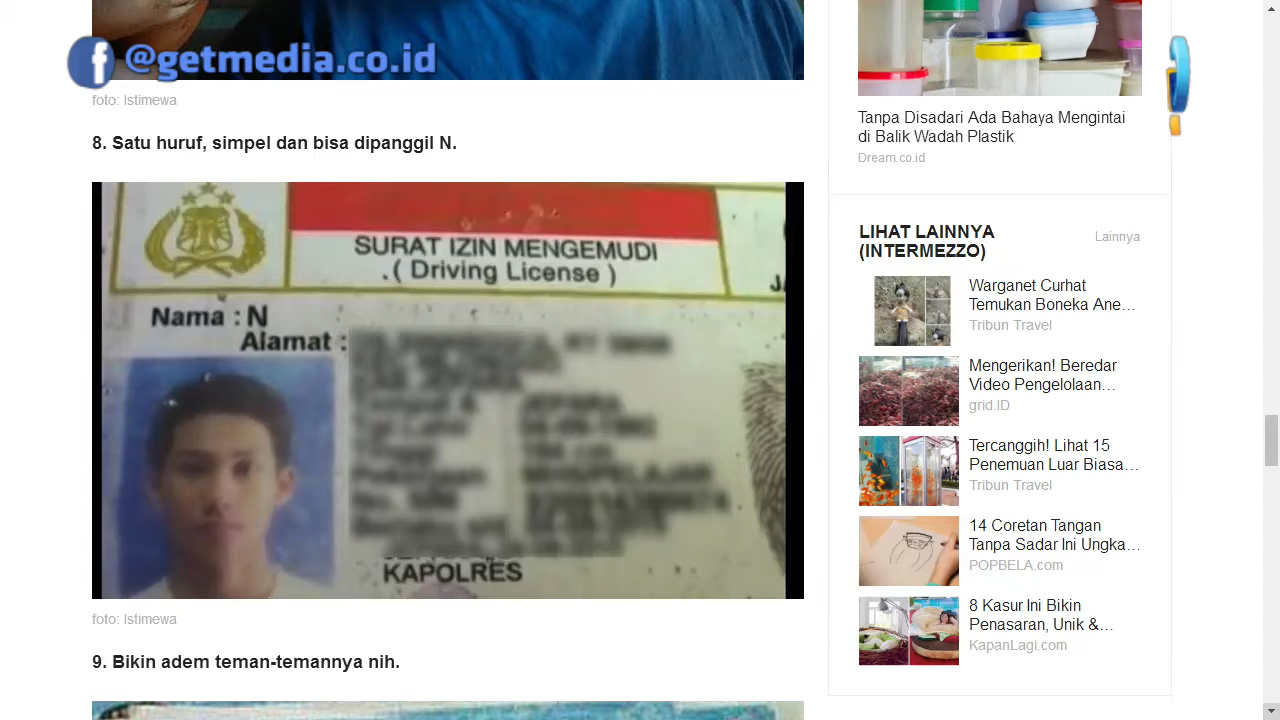 @getmedia.co.id
foto: Istimewa
8. Satu huruf, simpel dan bisa dipanggil N.
SURAT IZIN MENGEMUDI
.( Driving License )
Nama : N
Alamat :
KAPOLRES
foto: Istimewa
9. Bikin adem teman-temannya nih.
Tanpa Disadari Ada Bahaya Mengintai
di Balik Wadah Plastik
Dream.co.id
LIHAT LAINNYA
(INTERMEZZO)
Lainnya
Warganet Curhat
Temukan Boneka Ane…
Tribun Travel
Mengerikan! Beredar
Video Pengelolaan…
grid.ID
Tercanggih! Lihat 15
Penemuan Luar Biasa…
Tribun Travel
14 Coretan Tangan
Tanpa Sadar Ini Ungka…
POPBELA.com
8 Kasur Ini Bikin
Penasaran, Unik &…
KapanLagi.com